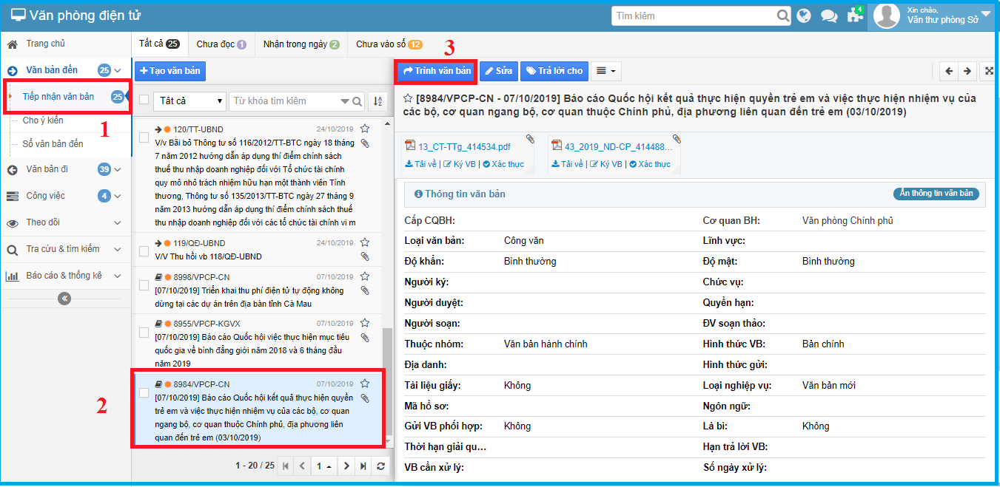 Văn phòng điện tử
Tìm kiếm
4
Xin chào,
Văn thư phòng Sở
Trang chủ
Văn bản đến 25
Tiếp nhận văn bản 25
1
Cho ý kiến
Sổ văn bản đến
Văn bản đi 39
Công việc 4
Theo dõi
Tra cứu & tìm kiếm
Báo cáo & thống kê
Tất cả 25 Chưa đọc 1 Nhận trong ngày 2 Chưa vào sổ 12
3
+Tạo văn bản
Tất cả
Từ khóa tìm kiếm
120/TT-UBND 24/10/2019
V/v Bãi bỏ Thông tư số 116/2012/TT-BTC ngày 18 tháng
7 năm 2012 hướng dẫn áp dụng thí điểm chính sách
thuế thu nhập doanh nghiệp đối với Tổ chức tài chính
quy mô nhỏ trách nhiệm hữu hạn một thành viên Tình
thương, Thông tư số 135/2013/TT-BTC ngày 27 tháng 9
năm 2013 hướng dẫn áp dụng thí điểm chính sách thuế
thu nhập doanh nghiệp đối với các tổ chức tài chính vi m
119/QĐ-UBND 24/10/2019
V/V Thu hồi vb 118/QĐ-UBND
8998/VPCP-CN 07/10/2019
[07/10/2019] Triển khai thu phí điện tử tự động không
dừng tại các dự án trên địa bàn tỉnh Cà Mau
8955/VPCP-KGVX 07/10/2019
[07/10/2019] Báo cáo Quốc hội việc thực hiện mục tiêu
quốc gia về bình đẳng giới năm 2018 và 6 tháng đầu
năm 2019
2
8984/VPCP-CN 07/10/2019
[07/10/2019] Báo cáo Quốc hội kết quả thực hiện quyền
trẻ em và việc thực hiện nhiệm vụ của các bộ, cơ quan
ngang bộ, cơ quan thuộc Chính phủ, địa phương liên
quan đến trẻ em (03/10/2019)
1 - 20 / 25 1
Trình văn bản Sửa Trả lời cho
[8984/VPCP-CN - 07/10/2019] Báo cáo Quốc hội kết quả thực hiện quyền trẻ em và việc thực hiện nhiệm vụ của
các bộ, cơ quan ngang bộ, cơ quan thuộc Chính phủ, địa phương liên quan đến trẻ em (03/10/2019)
13_CT-TTg_414534.pdf 43_2019_ND-CP_414488...
Tải về | Ký VB | Xác thực Tải về | Ký VB | Xác thực
Thông tin văn bản Ẩn thông tin văn bản
Cấp CQBH: Cơ quan BH: Văn phòng Chính phủ
Loại văn bản: Công văn Lĩnh vực:
Độ khẩn: Bình thường Độ mật: Bình thường
Người ký: Chức vụ:
Người duyệt: Quyền hạn:
Người soạn: ĐV soạn thảo:
Thuộc nhóm: Văn bản hành chính Hình thức VB: Bản chính
Địa danh: Hình thức gửi:
Tài liệu giấy: Không Loại nghiệp vụ: Văn bản mới
Mã hồ sơ: Ngôn ngữ:
Gửi VB phối hợp: Không Là bì: Không
Thời hạn giải qu... Hạn trả lời VB:
VB cần xử lý: Số ngày xử lý: